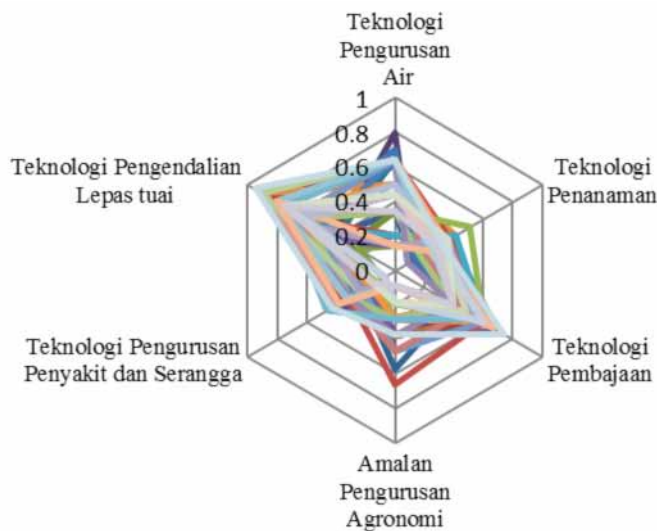 Teknologi
Pengurusan
Air
1
0.8
0.6
0.4
0.2
0
Teknologi
Penanaman
Teknologi
Pembajaan
Amalan
Pengurusan
Agronomi
Teknologi Pengurusan
Penyakit dan Serangga
Teknologi Pengendalian
Lepas tuai